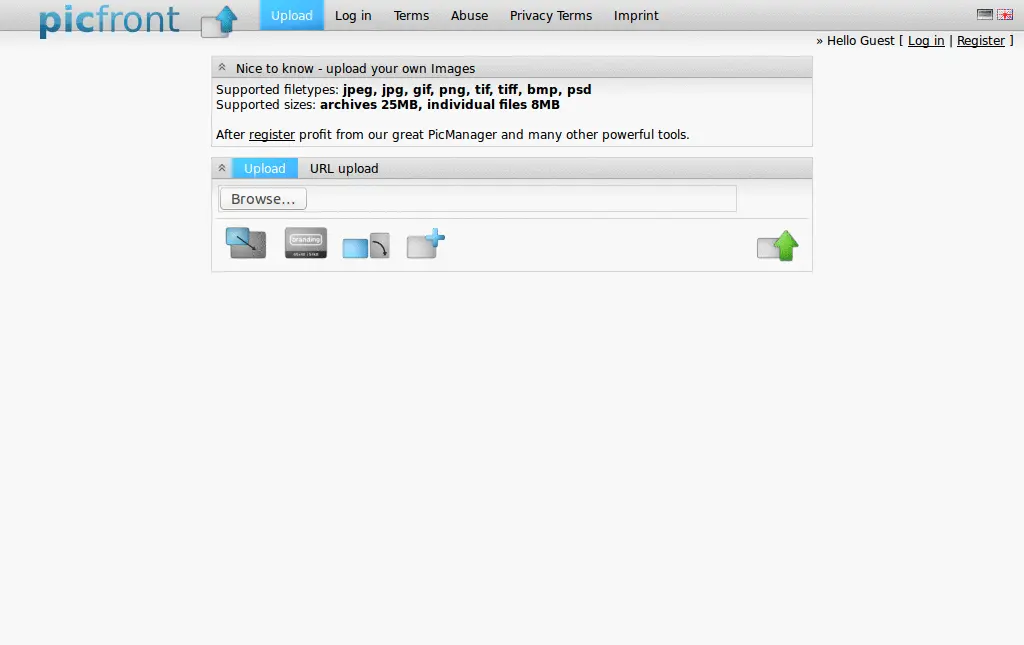 picfront
Upload Log in Terms Abuse Privacy Terms Imprint
» Hello Guest [ Log in | Register ]
Nice to know - upload your own Images
Supported filetypes: jpeg, jpg, gif, png, tif, tiff, bmp, psd
Supported sizes: archives 25MB, individual files 8MB
After register profit from our great PicManager and many other powerful tools.
Upload URL upload
Browse...
branding